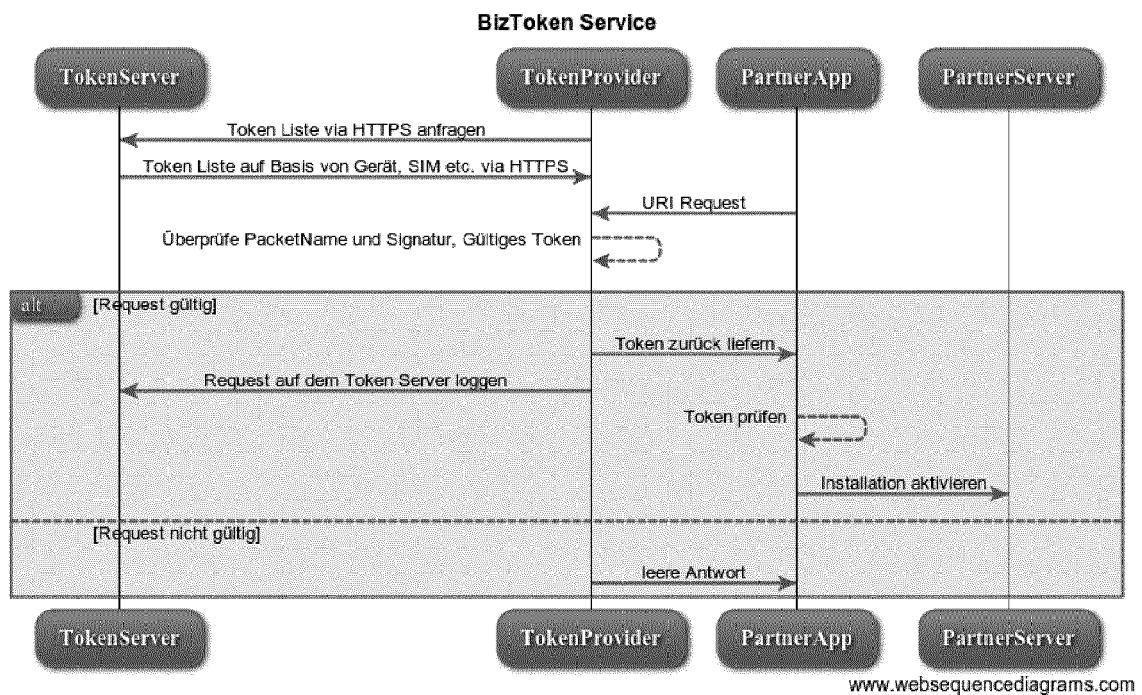 BizToken Service
TokenServer
TokenProvider
PartnerApp
PartnerServer
Token Liste via HTTPS anfragen
Token Liste auf Basis von Gerät, SIM etc. via HTTPS
URI Request
Überprüfe PacketName und Signatur, Gültiges Token
alt
[Request gültig]
Token zurück liefern
Request auf dem Token Server loggen
Token prüfen
Installation aktivieren
[Request nicht gültig]
leere Antwort
TokenServer
TokenProvider
PartnerApp
PartnerServer
www.websequencediagrams.com